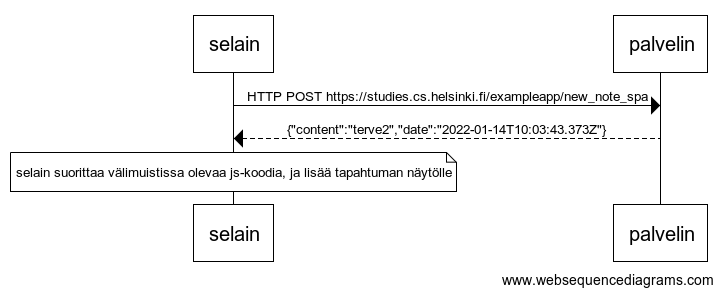 selain
palvelin
HTTP POST https://studies.cs.helsinki.fi/exampleapp/new_note_spa
{"content":"terve2","date":"2022-01-14T10:03:43.373Z"}
selain suorittaa välimuistissa olevaa js-koodia, ja lisää tapahtuman näytölle
selain
palvelin
www.websequencediagrams.com